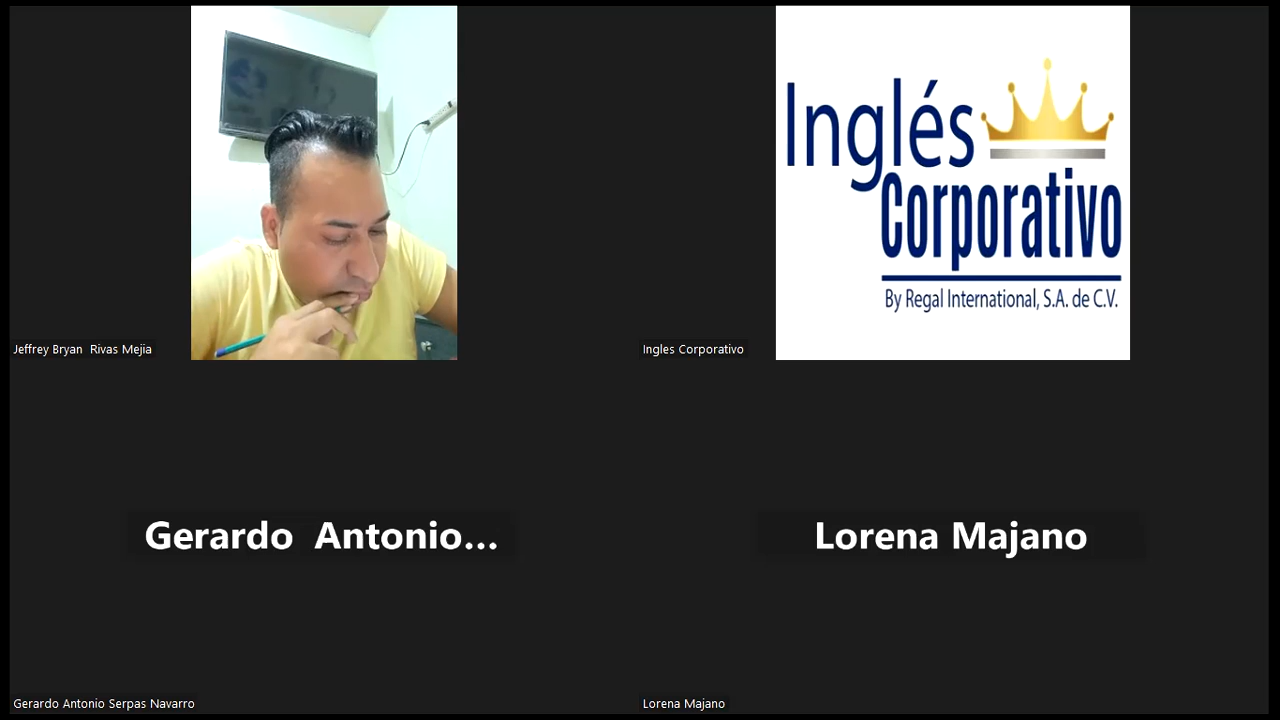 Inglés
Corporativo
By Regal International, S.A. de C.V.
Jeffrey Bryan Rivas Mejia
Ingles Corporativo
Gerardo Antonio...
Lorena Majano
Gerardo Antonio Serpas Navarro
Lorena Majano